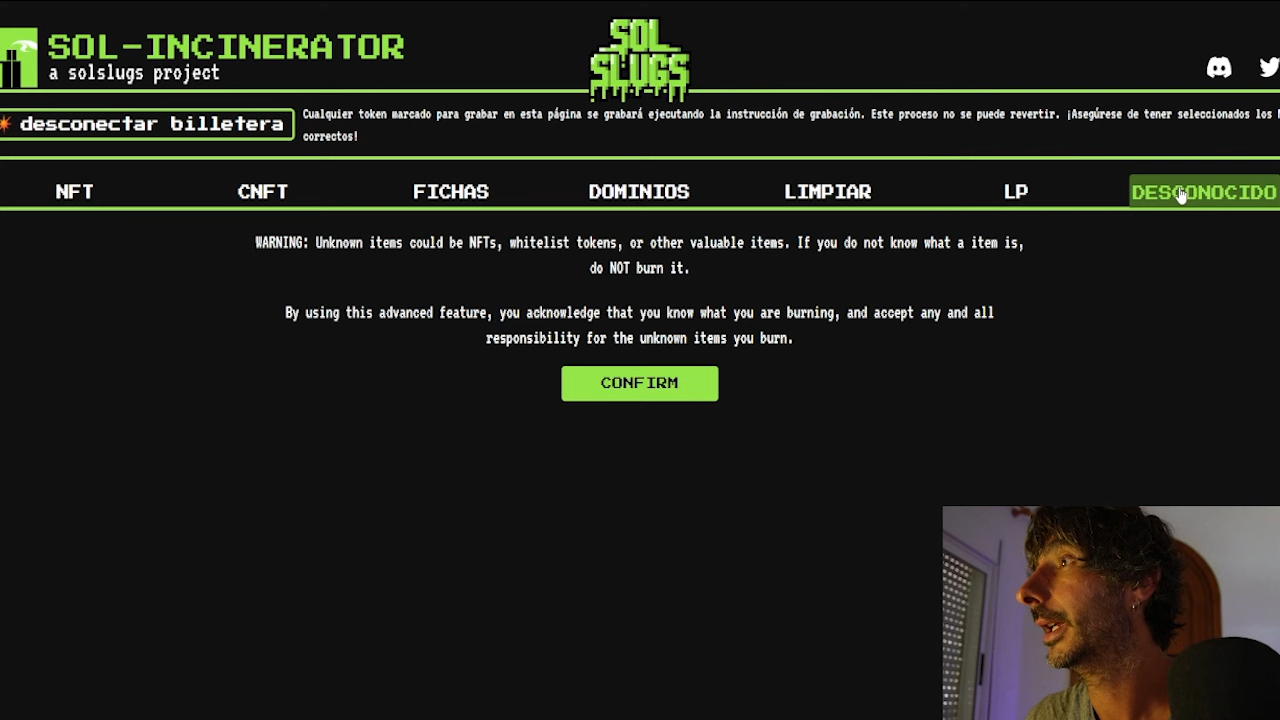 SOL-INCINERATOR
a solslugs project
SOL
SLUGS
desconectar billetera
Cualquier token marcado para grabar en esta página se grabará ejecutando la instrucción de grabación. Este proceso no se puede revertir. ¡Asegúrese de tener seleccionados los
correctos!
NFT CNFT FICHAS DOMINIOS LIMPIAR LP DESCONOCIDO
WARNING: Unknown items could be NFTs, whitelist tokens, or other valuable items. If you do not know what a item is,
do NOT burn it.
By using this advanced feature, you acknowledge that you know what you are burning, and accept any and all
responsibility for the unknown items you burn.
CONFIRM